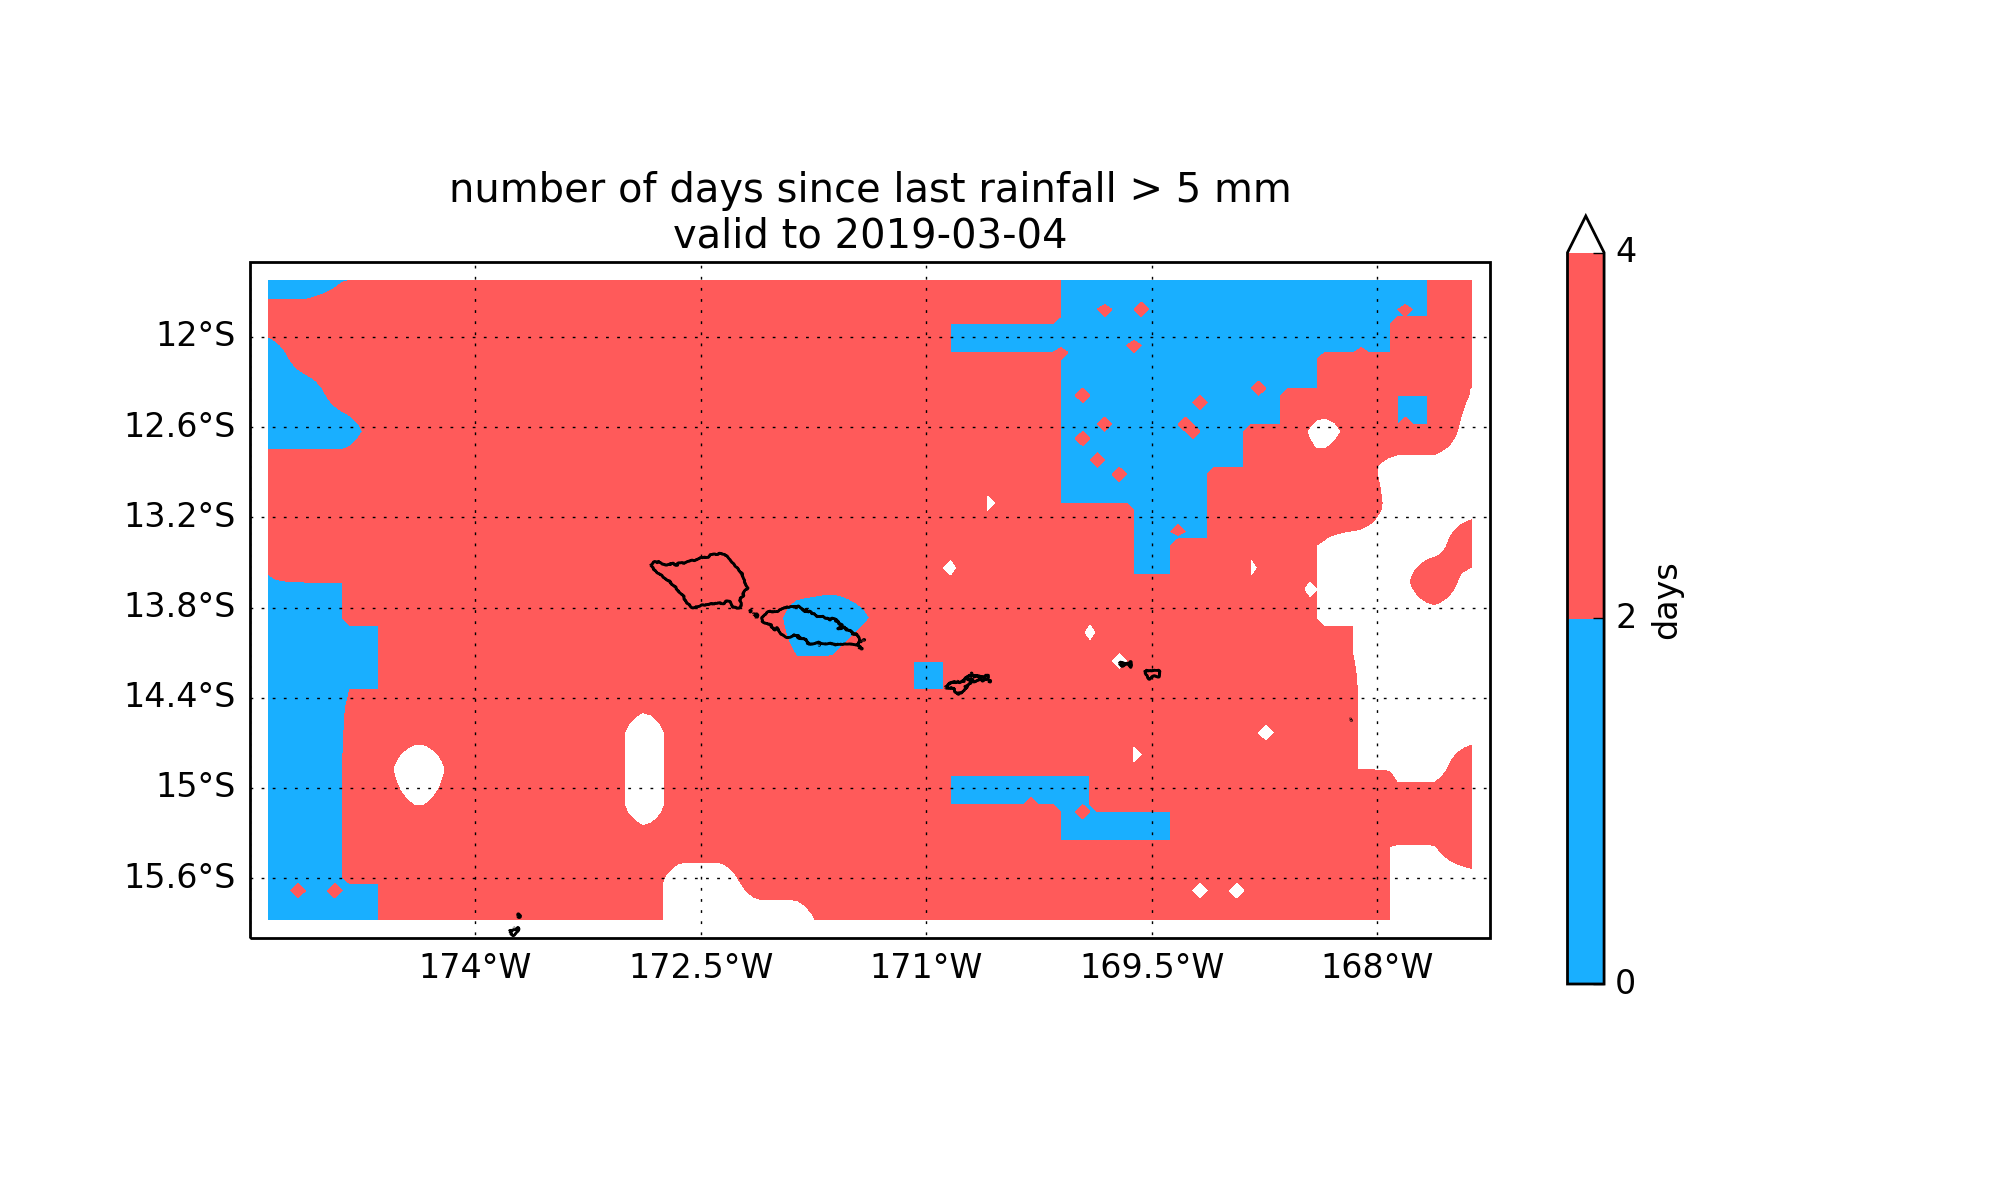 number of days since last rainfall > 5 mm
valid to 2019-03-04
12°S
12.6°S
13.2°S
13.8°S
14.4°S
15°S
15.6°S
174°W
172.5°W
171°W
169.5°W
168°W
4
2
0
days